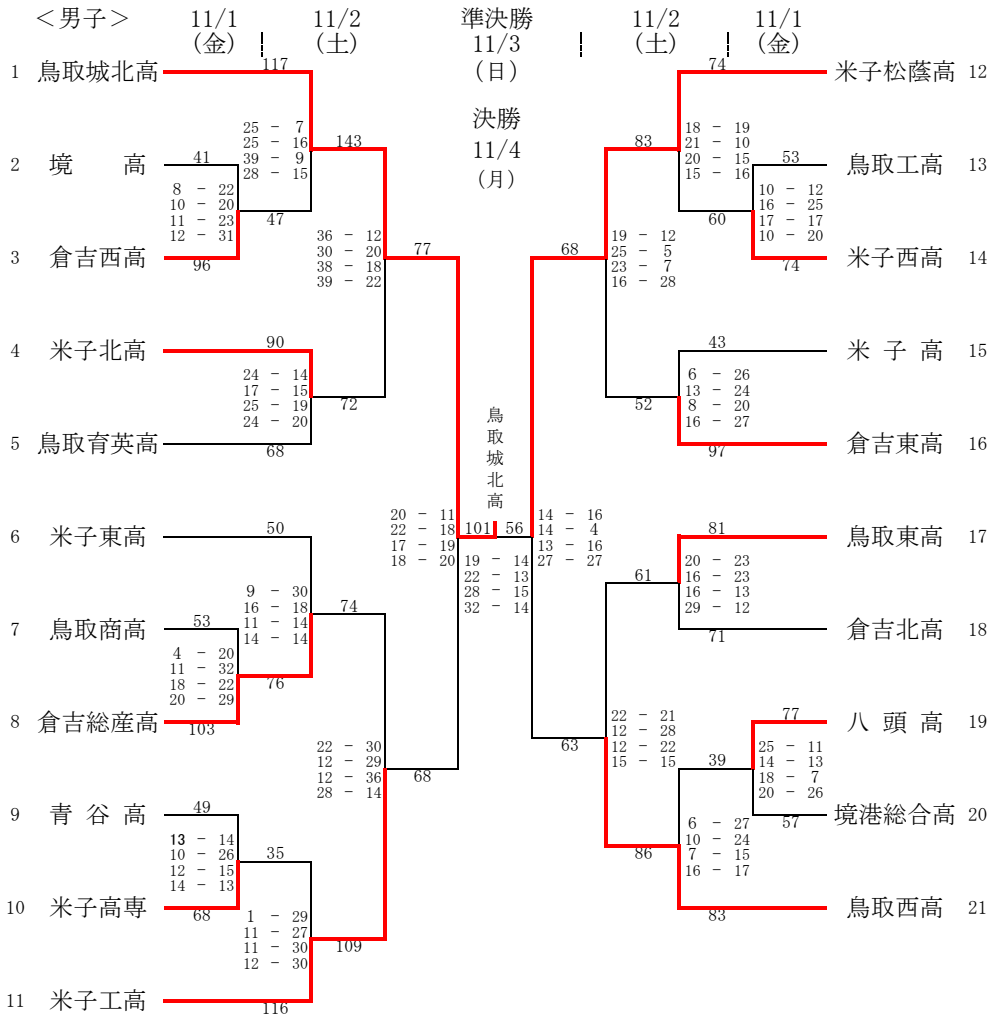 ＜男子＞ 11/1 11/2 準決勝 11/2 11/1
(金) (土) 11/3 (土) (金)
(日)
決勝
11/4
(月)
1 鳥取城北高
117
2 境 高
41
25 - 7
25 - 16
39 - 9
28 - 15
143
8 - 22
10 - 20
11 - 23
12 - 31
47
3 倉吉西高
96
36 - 12
30 - 20
38 - 18
39 - 22
77
4 米子北高
90
24 - 14
17 - 15
25 - 19
24 - 20
72
5 鳥取育英高
68
6 米子東高
50
20 - 11
22 - 18
17 - 19
18 - 20
9 - 30
16 - 18
11 - 14
14 - 14
74
7 鳥取商高
53
4 - 20
11 - 32
18 - 22
20 - 29
76
8 倉吉総産高
103
22 - 30
12 - 29
12 - 36
28 - 14
68
9 青谷高
49
13 - 14
10 - 26
12 - 15
14 - 13
35
10 米子高専
68
1 - 29
11 - 27
11 - 30
12 - 30
109
11 米子工高
116
鳥取城北高
101 56
19 - 14
22 - 13
28 - 15
32 - 14
74
米子松蔭高 12
83
18 - 19
21 - 10
20 - 15
15 - 16
53
鳥取工高 13
10 - 12
16 - 25
17 - 17
10 - 20
60
74
米子西高 14
68
19 - 12
25 - 5
23 - 7
16 - 28
43
米子高 15
6 - 26
13 - 24
8 - 20
16 - 27
52
97
倉吉東高 16
14 - 16
14 - 4
13 - 16
27 - 27
81
鳥取東高 17
20 - 23
16 - 23
16 - 13
29 - 12
61
71
倉吉北高 18
63
22 - 21
12 - 28
12 - 22
15 - 15
77
八頭高 19
25 - 11
14 - 13
18 - 7
20 - 26
39
57
境港総合高 20
6 - 27
10 - 24
7 - 15
16 - 17
86
83
鳥取西高 21